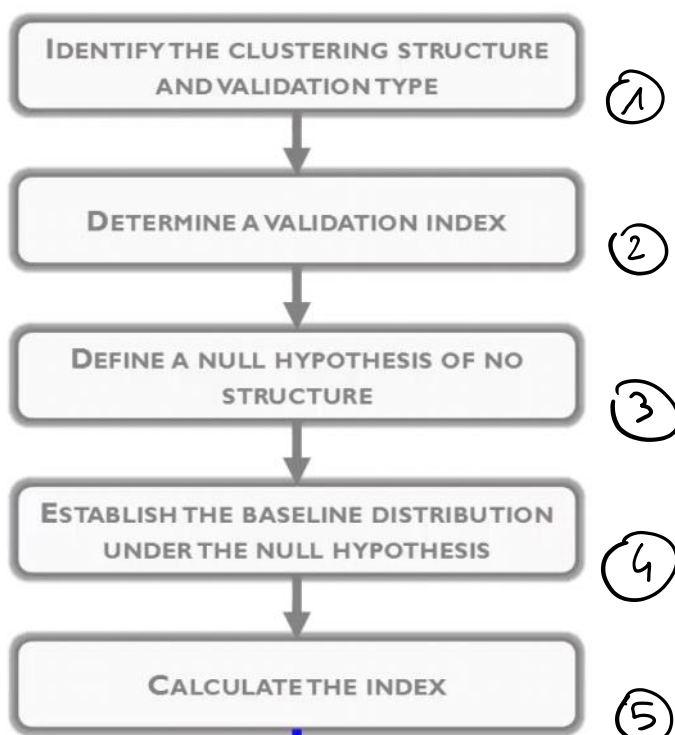 IDENTIFY THE CLUSTERING STRUCTURE
AND VALIDATION TYPE
1
DETERMINE A VALIDATION INDEX
2
DEFINE A NULL HYPOTHESIS OF NO
STRUCTURE
3
ESTABLISH THE BASELINE DISTRIBUTION
UNDER THE NULL HYPOTHESIS
4
CALCULATE THE INDEX
5